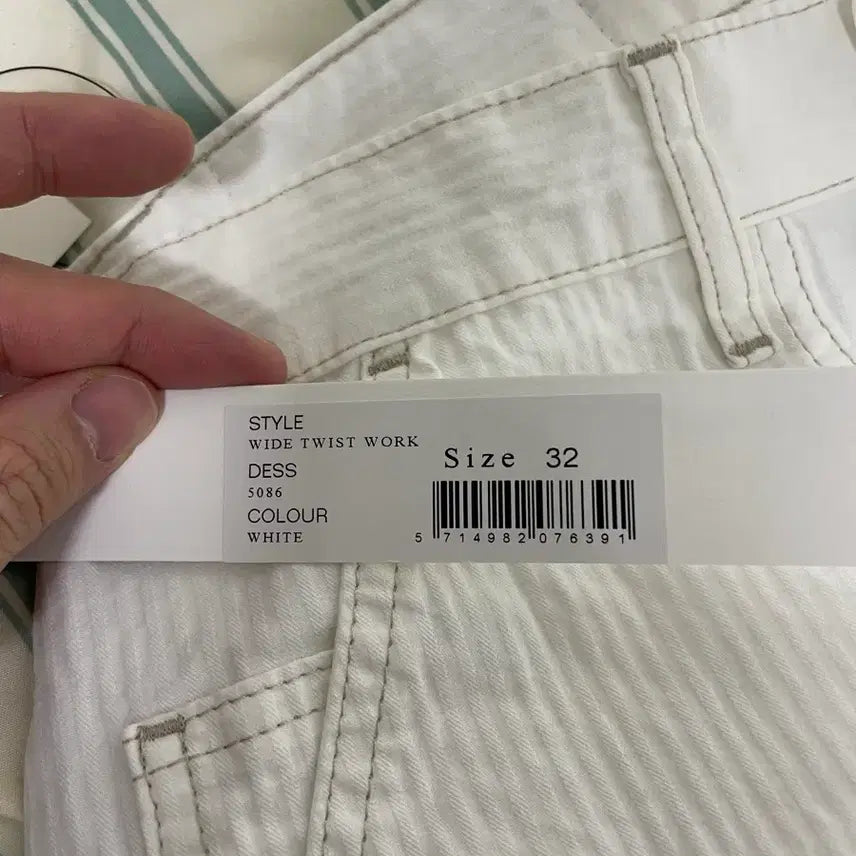 STYLE
WIDE TWIST WORK
DESS
5086
COLOUR
WHITE
Size 32
5 714982 076391